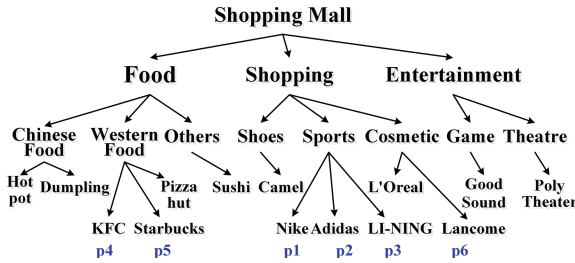 Shopping Mall
Food Shopping Entertainment
Chinese Food Western Food Others Shoes Sports Cosmetic Game Theatre
Hot pot Dumpling Pizza hut Sushi Camel L'Oreal Good Sound Poly Theater
KFC Starbucks Nike Adidas LI-NING Lancome
p4 p5 p1 p2 p3 p6